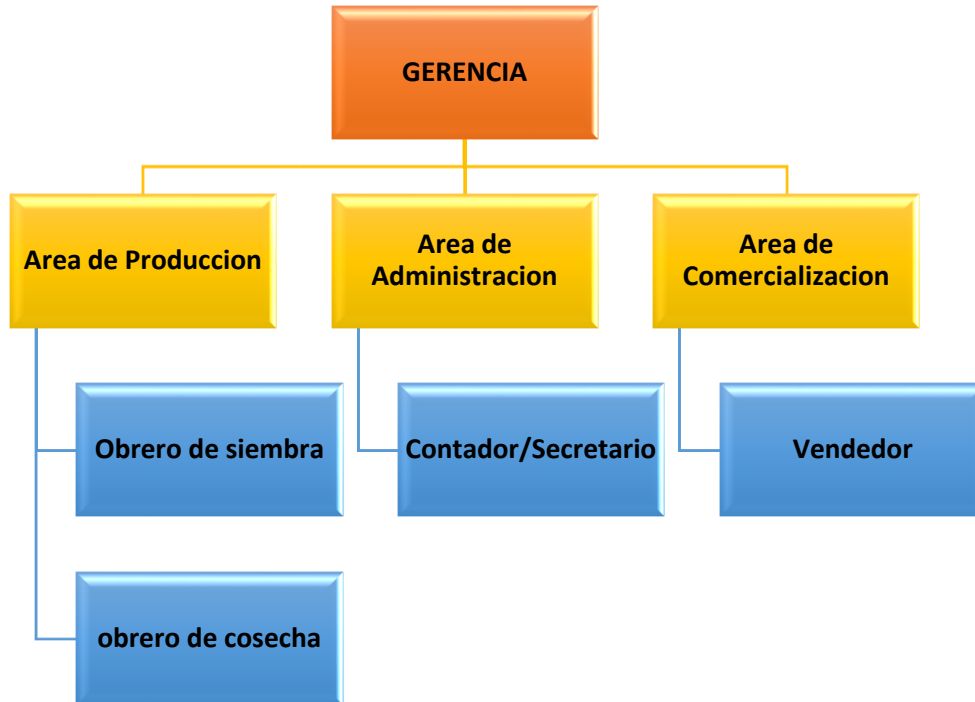 GERENCIA
Area de Produccion
Area de
Administracion
Area de
Comercializacion
Obrero de siembra
Contador/Secretario
Vendedor
obrero de cosecha